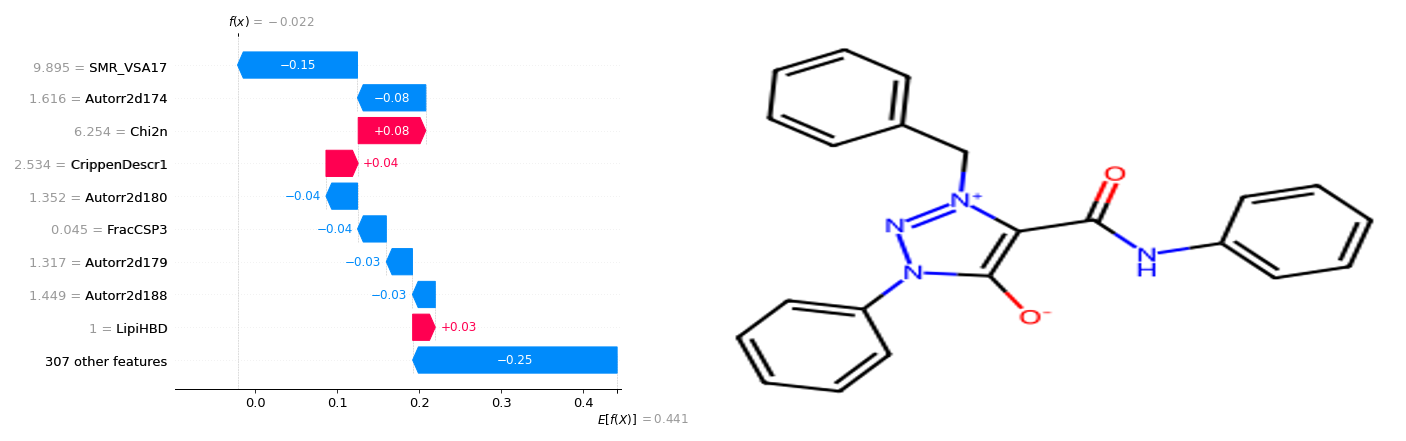 f(x) = −0.022
9.895 = SMR_VSA17
−0.15
1.616 = Autorr2d174
−0.08
6.254 = Chi2n
+0.08
2.534 = CrippenDescr1
+0.04
1.352 = Autorr2d180
−0.04
0.045 = FracCSP3
−0.04
1.317 = Autorr2d179
−0.03
1.449 = Autorr2d188
−0.03
1 = LipiHBD
+0.03
307 other features
−0.25
0.0 0.1 0.2 0.3 0.4
E[f(X)] = 0.441
O
N+
N
N
H
N
O−